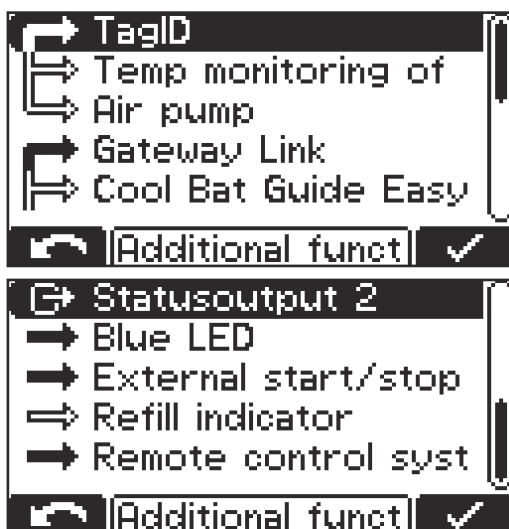 TagID
Temp monitoring of
Air pump
Gateway Link
Cool Bat Guide Easy
Additional funct
Statusoutput 2
Blue LED
External start/stop
Refill indicator
Remote control syst
Additional funct